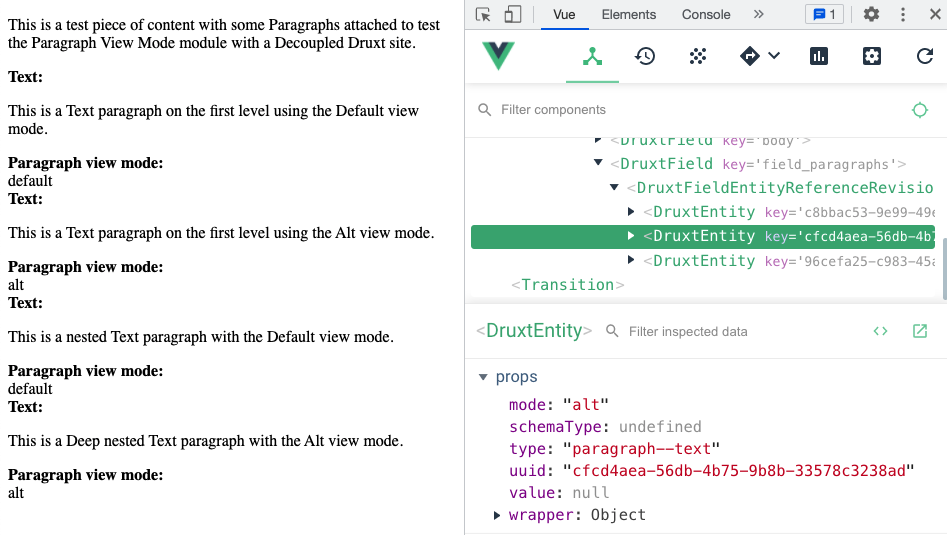 This is a test piece of content with some Paragraphs attached to test
the Paragraph View Mode module with a Decoupled Druxt site.
Text:
This is a Text paragraph on the first level using the Default view
mode.
Paragraph view mode:
default
Text:
This is a Text paragraph on the first level using the Alt view mode.
Paragraph view mode:
alt
Text:
This is a nested Text paragraph with the Default view mode.
Paragraph view mode:
default
Text:
This is a Deep nested Text paragraph with the Alt view mode.
Paragraph view mode:
alt
Vue Elements Console » 1
Filter components
<DruxtField key='body'>
<DruxtField key='field_paragraphs'>
<DruxtFieldEntityReferenceRevisio
<DruxtEntity key='c8bbac53-9e99-49e
<DruxtEntity key='cfcd4aea-56db-4b7
<DruxtEntity key='96cefa25-c983-45a
<Transition>
<DruxtEntity> Filter inspected data <>
props
mode: "alt"
schemaType: undefined
type: "paragraph--text"
uuid: "cfcd4aea-56db-4b75-9b8b-33578c3238ad"
value: null
wrapper: Object